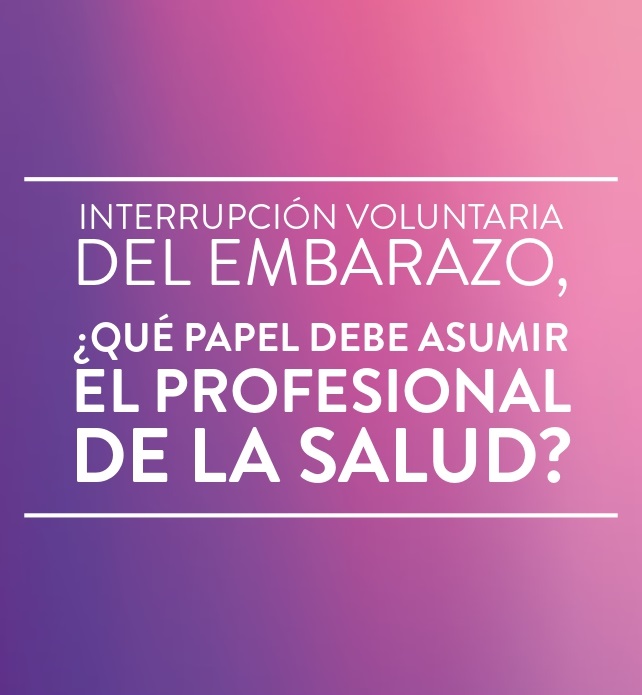 INTERRUPCIÓN VOLUNTARIA
DEL EMBARAZO,
¿QUÉ PAPEL DEBE ASUMIR
EL PROFESIONAL
DE LA SALUD?